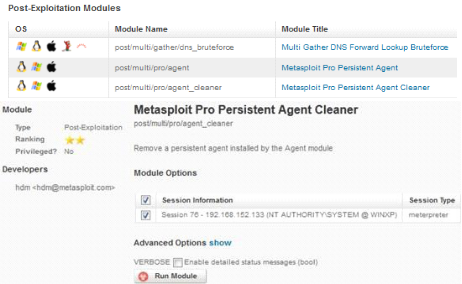 Post-Exploitation Modules
OS Module Name Module Title
post/multi/gather/dns_bruteforce Multi Gather DNS Forward Lookup Bruteforce
post/multi/pro/agent Metasploit Pro Persistent Agent
post/multi/pro/agent_cleaner Metasploit Pro Persistent Agent Cleaner
Module
Type Post-Exploitation
Ranking
Privileged? No
Developers
hdm <hdm@metasploit.com>
Metasploit Pro Persistent Agent Cleaner
post/multi/pro/agent_cleaner
Remove a persistent agent installed by the Agent module
Module Options
Session Information Session Type
Session 76 - 192.168.152.133 (NT AUTHORITY\SYSTEM @ WINXP) meterpreter
Advanced Options show
VERBOSE Enable detailed status messages (bool)
Run Module